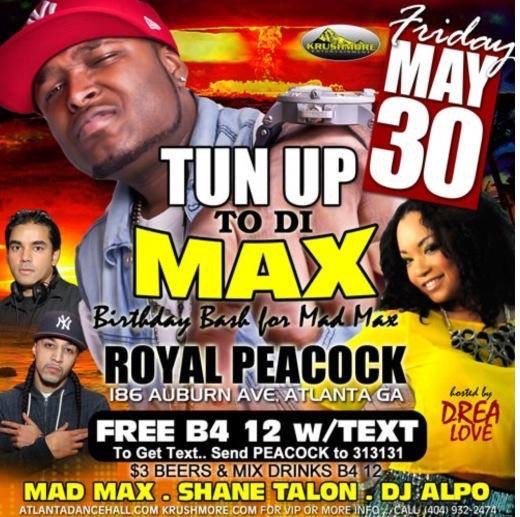 KRUSHMORE
ENTERTAINMENT
Friday
MAY
30
TUN UP
TO DI
MAX
Birthday Bash for Mad Max
ROYAL PEACOCK
186 AUBURN AVE. ATLANTA GA
hosted by
DREA
LOVE
FREE B4 12 w/TEXT
To Get Text.. Send PEACOCK to 313131
$3 BEERS & MIX DRINKS B4 12
MAD MAX . SHANE TALON . DJ ALPO
ATLANTADANCEHALL.COM KRUSHMORE.COM FOR VIP OR MORE INFO... CALL (404) 932-2474